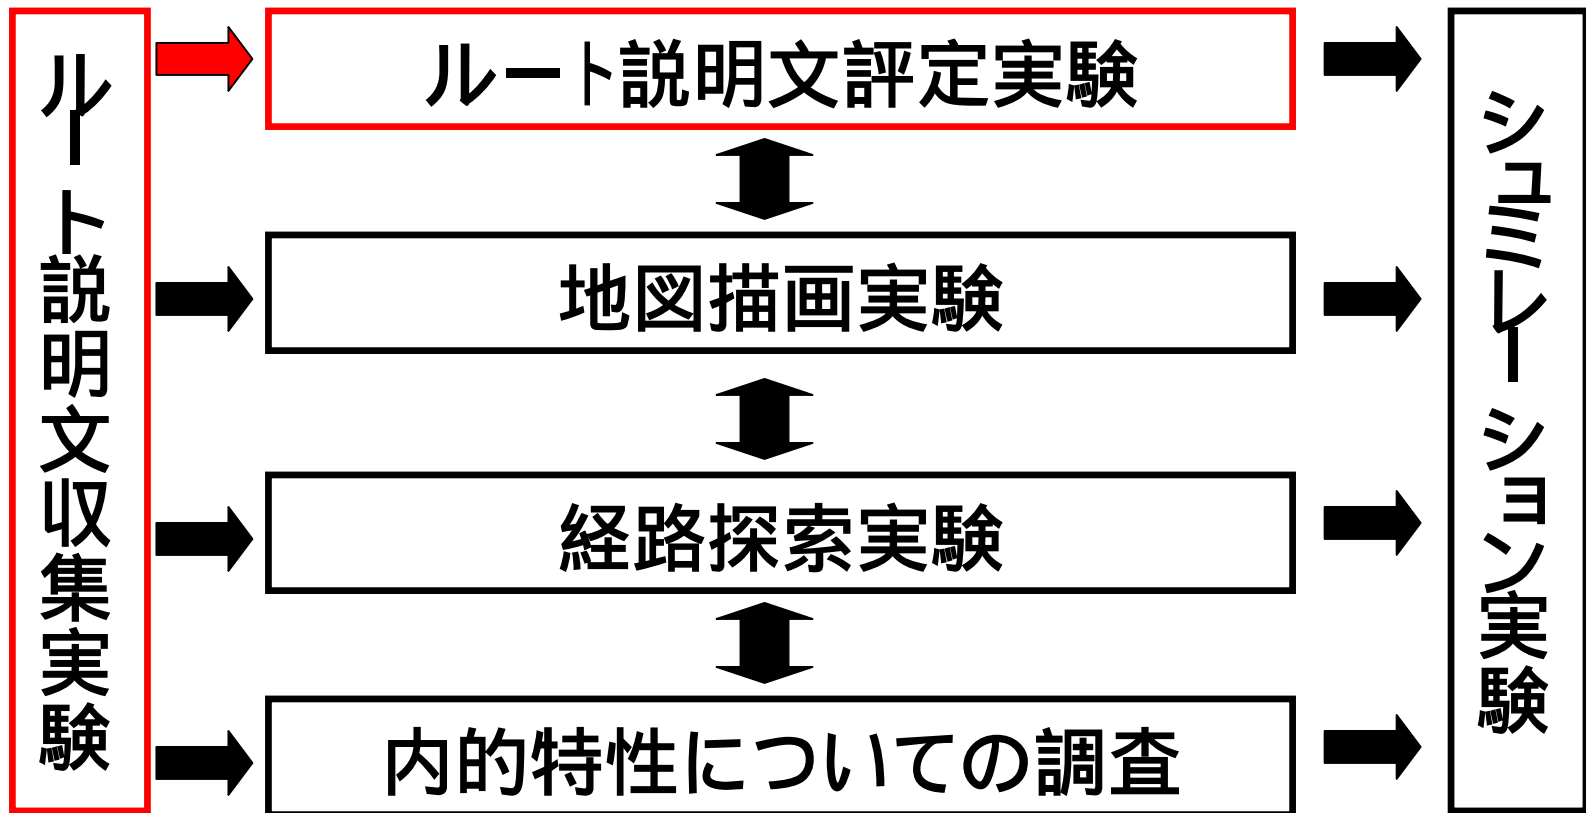 ルート説明文収集実験
ルート説明文評定実験
地図描画実験
経路探索実験
内的特性についての調査
シュミレーション実験